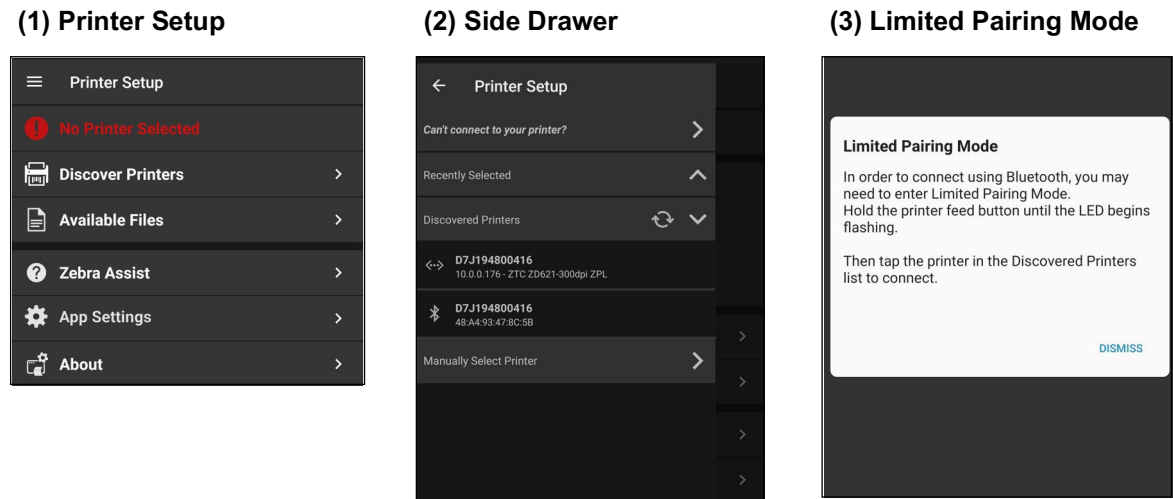 (1) Printer Setup
Printer Setup
No Printer Selected
Discover Printers
Available Files
Zebra Assist
App Settings
About
(2) Side Drawer
Printer Setup
Can't connect to your printer?
Recently Selected
Discovered Printers
D7J194800416
10.0.0.176 - ZTC ZD621-300dpi ZPL
D7J194800416
48:A4:93:47:8C:5B
Manually Select Printer
(3) Limited Pairing Mode
Limited Pairing Mode
In order to connect using Bluetooth, you may
need to enter Limited Pairing Mode.
Hold the printer feed button until the LED begins
flashing.
Then tap the printer in the Discovered Printers
list to connect.
DISMISS